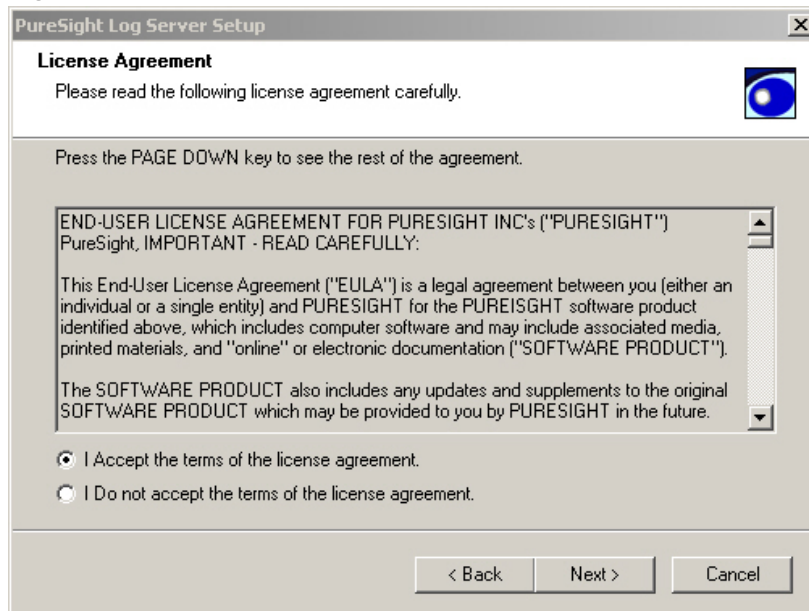 PureSight Log Server Setup
License Agreement
Please read the following license agreement carefully.
Press the PAGE DOWN key to see the rest of the agreement.
END-USER LICENSE AGREEMENT FOR PURESIGHT INC's ("PURESIGHT")
PureSight, IMPORTANT - READ CAREFULLY:
This End-User License Agreement ("EULA") is a legal agreement between you (either an
individual or a single entity) and PURESIGHT for the PUREISGHT software product
identified above, which includes computer software and may include associated media,
printed materials, and "online" or electronic documentation ("SOFTWARE PRODUCT").
The SOFTWARE PRODUCT also includes any updates and supplements to the original
SOFTWARE PRODUCT which may be provided to you by PURESIGHT in the future.
I Accept the terms of the license agreement.
I Do not accept the terms of the license agreement.
< Back Next > Cancel